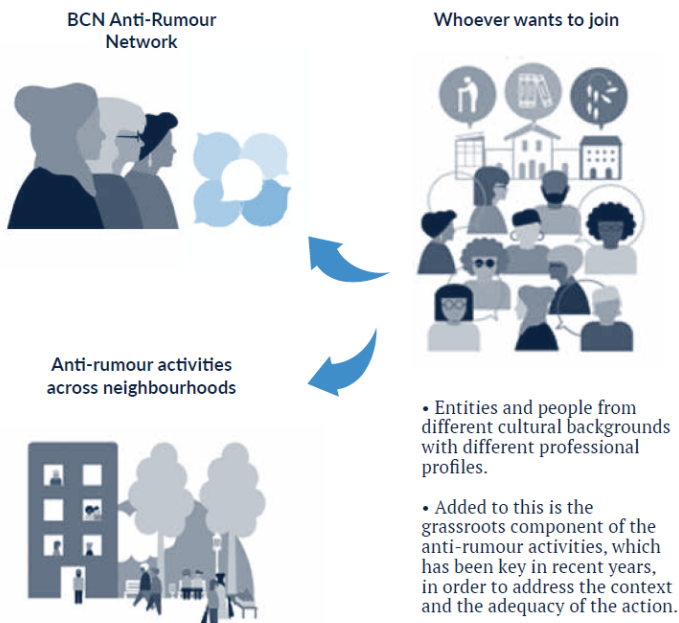 BCN Anti-Rumour
Network
Whoever wants to join
Anti-rumour activities
across neighbourhoods
• Entities and people from
different cultural backgrounds
with different professional
profiles.
• Added to this is the
grassroots component of the
anti-rumour activities, which
has been key in recent years,
in order to address the context
and the adequacy of the action.